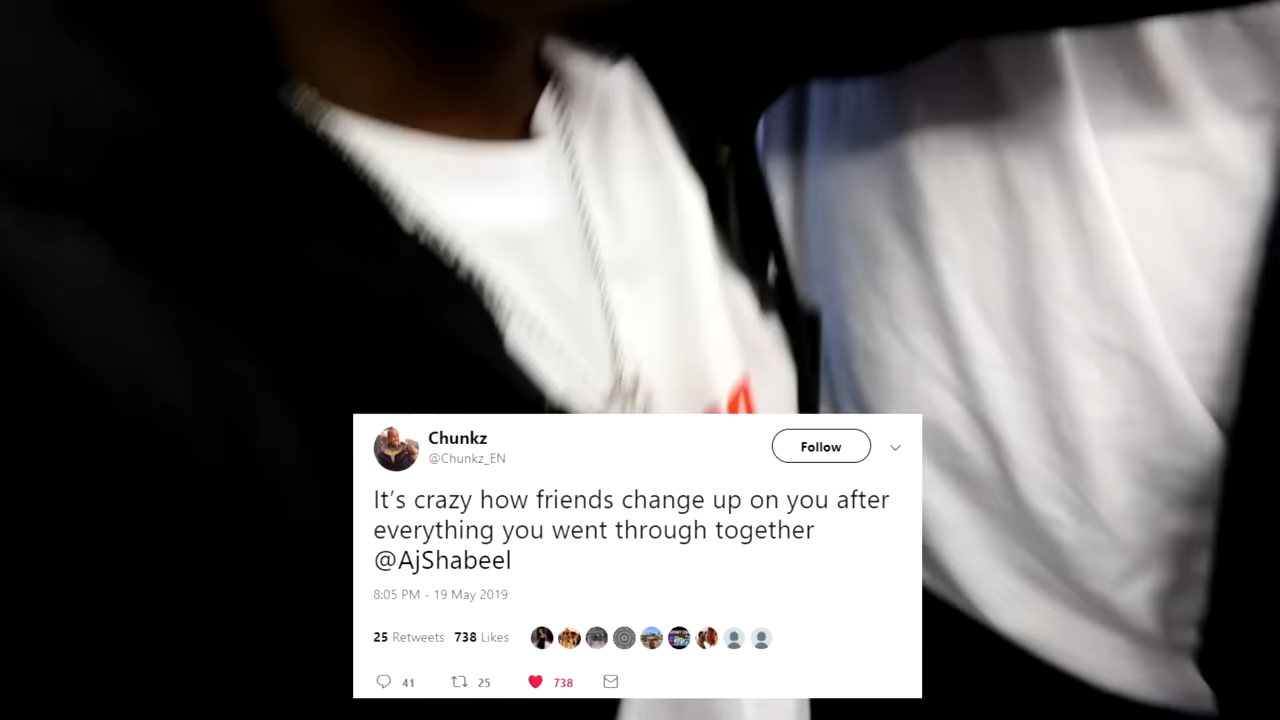 Chunkz
@Chunkz_EN
Follow
It's crazy how friends change up on you after
everything you went through together
@AjShabeel
8:05 PM - 19 May 2019
25 Retweets 738 Likes
41 25 738